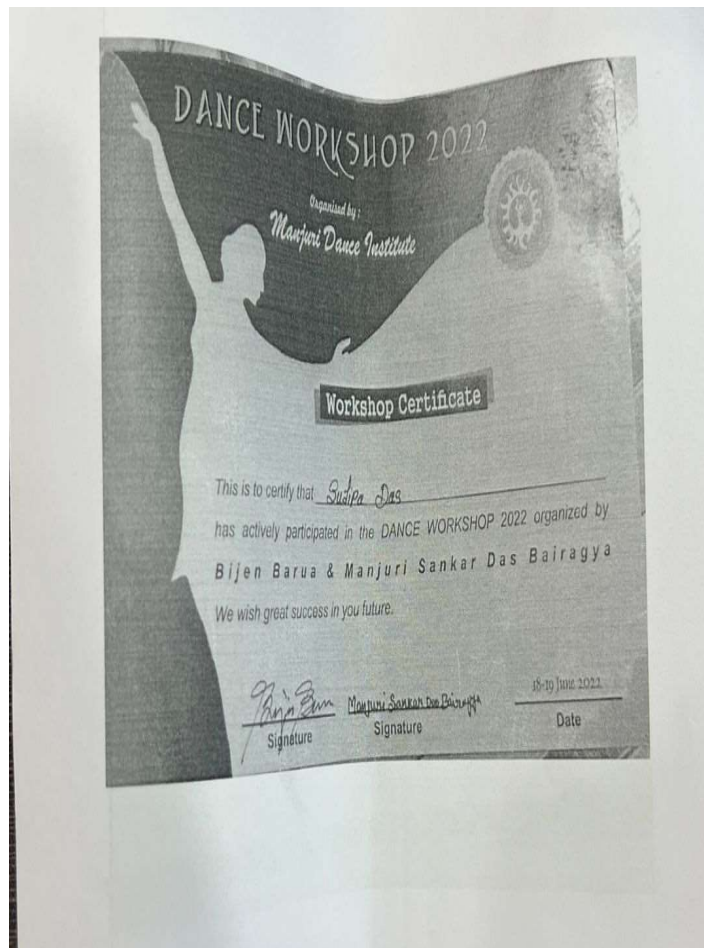 DANCE WORKSHOP 2022
Organised by :
Manjuri Dance Institute
Workshop Certificate
This is to certify that Sudipa Das
has actively participated in the DANCE WORKSHOP 2022 organized by
Bijen Barua & Manjuri Sankar Das Bairagya
We wish great success in you future.
Manjuri Sankar Das Bairagya 18-19 June 2022
Signature Signature Date